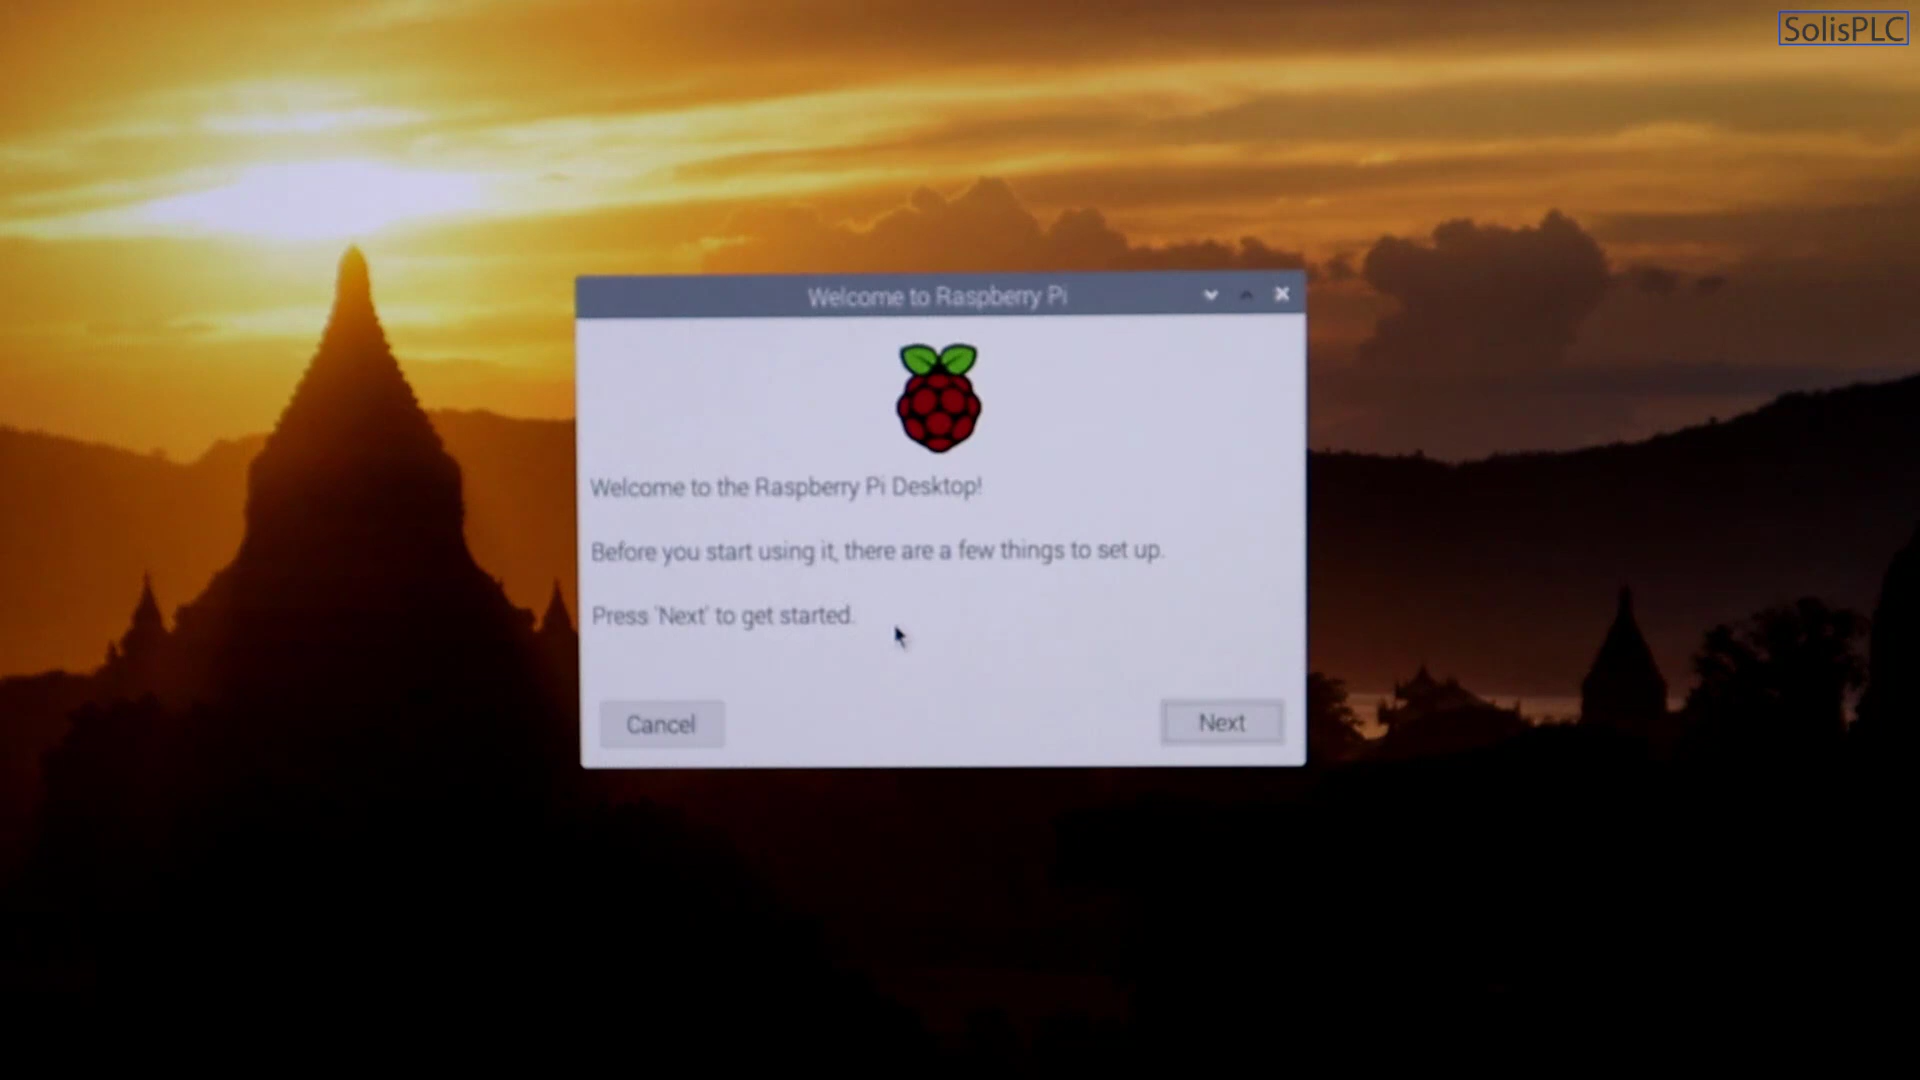 SolisPLC
Welcome to Raspberry Pi
Welcome to the Raspberry Pi Desktop!
Before you start using it, there are a few things to set up.
Press 'Next' to get started.
Cancel
Next